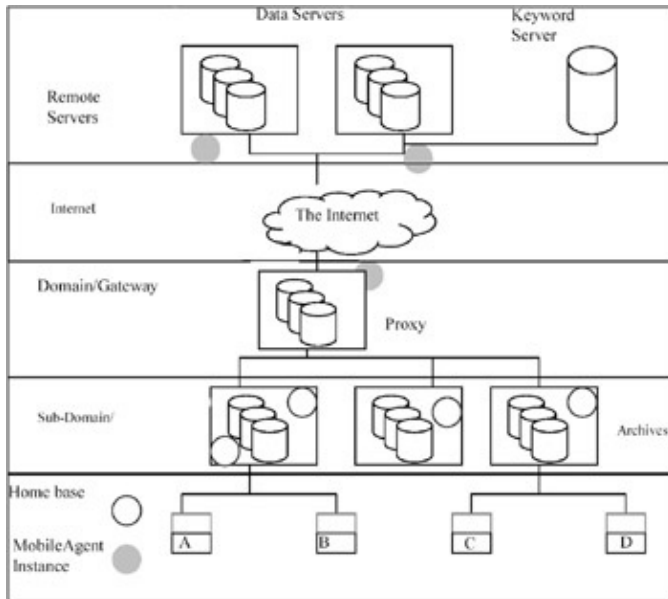 Data Servers
Keyword
Server
Remote
Servers
Internet
The Internet
Domain/Gateway
Proxy
Sub-Domain/
Archives
Home base
MobileAgent
Instance
A
B
C
D